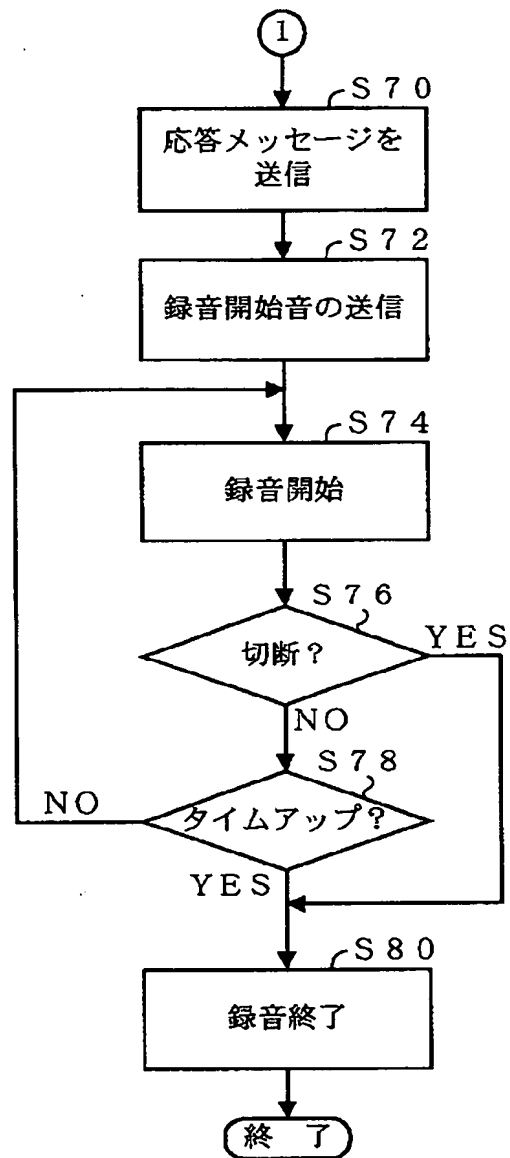 1
S70
応答メッセージを
送信
S72
録音開始音の送信
S74
録音開始
S76
切断?
YES
NO
S78
タイムアップ?
NO
YES
S80
録音終了
終 了